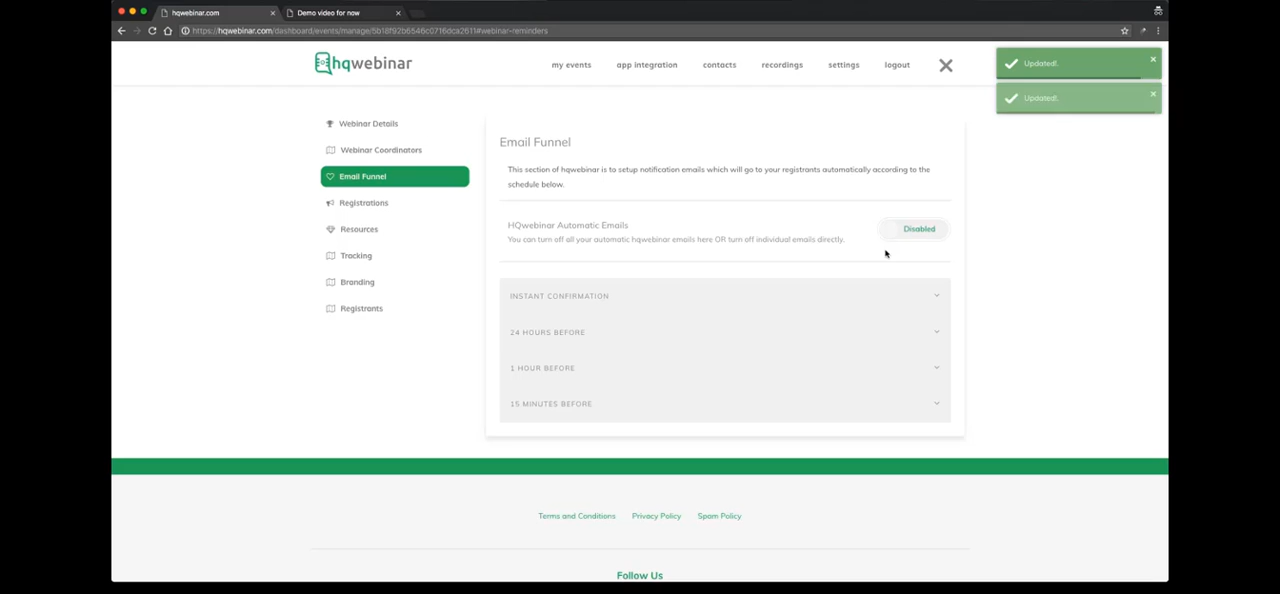 hqwebinar.com
Demo video for now
https://hqwebinar.com/dashboard/events/manage/5b18f92b6546c0716dca2611#webinar-reminders
hqwebinar
my events
app integration
contacts
recordings
settings
logout
Updated!.
Updated!.
Webinar Details
Webinar Coordinators
Email Funnel
Registrations
Resources
Tracking
Branding
Registrants
Email Funnel
This section of hqwebinar is to setup notification emails which will go to your registrants automatically according to the
schedule below.
HQwebinar Automatic Emails
You can turn off all your automatic hqwebinar emails here OR turn off individual emails directly.
Disabled
INSTANT CONFIRMATION
24 HOURS BEFORE
1 HOUR BEFORE
15 MINUTES BEFORE
Terms and Conditions
Privacy Policy
Spam Policy
Follow Us